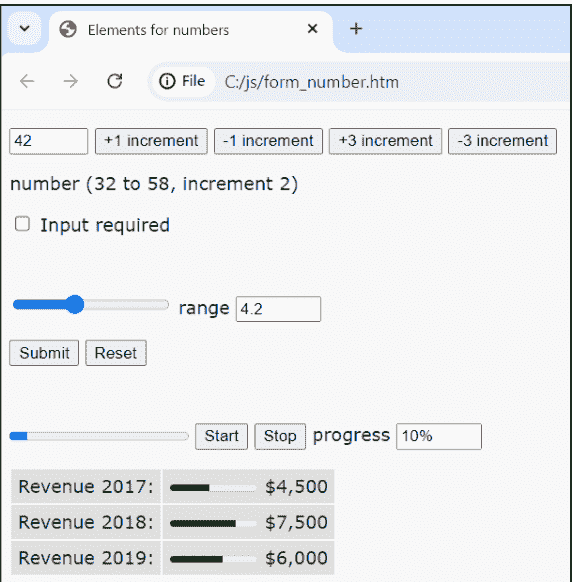 Elements for numbers
File C:/js/form_number.htm
42 +1 increment -1 increment +3 increment -3 increment
number (32 to 58, increment 2)
Input required
range 4.2
Submit Reset
Start Stop progress 10%
Revenue 2017: $4,500
Revenue 2018: $7,500
Revenue 2019: $6,000